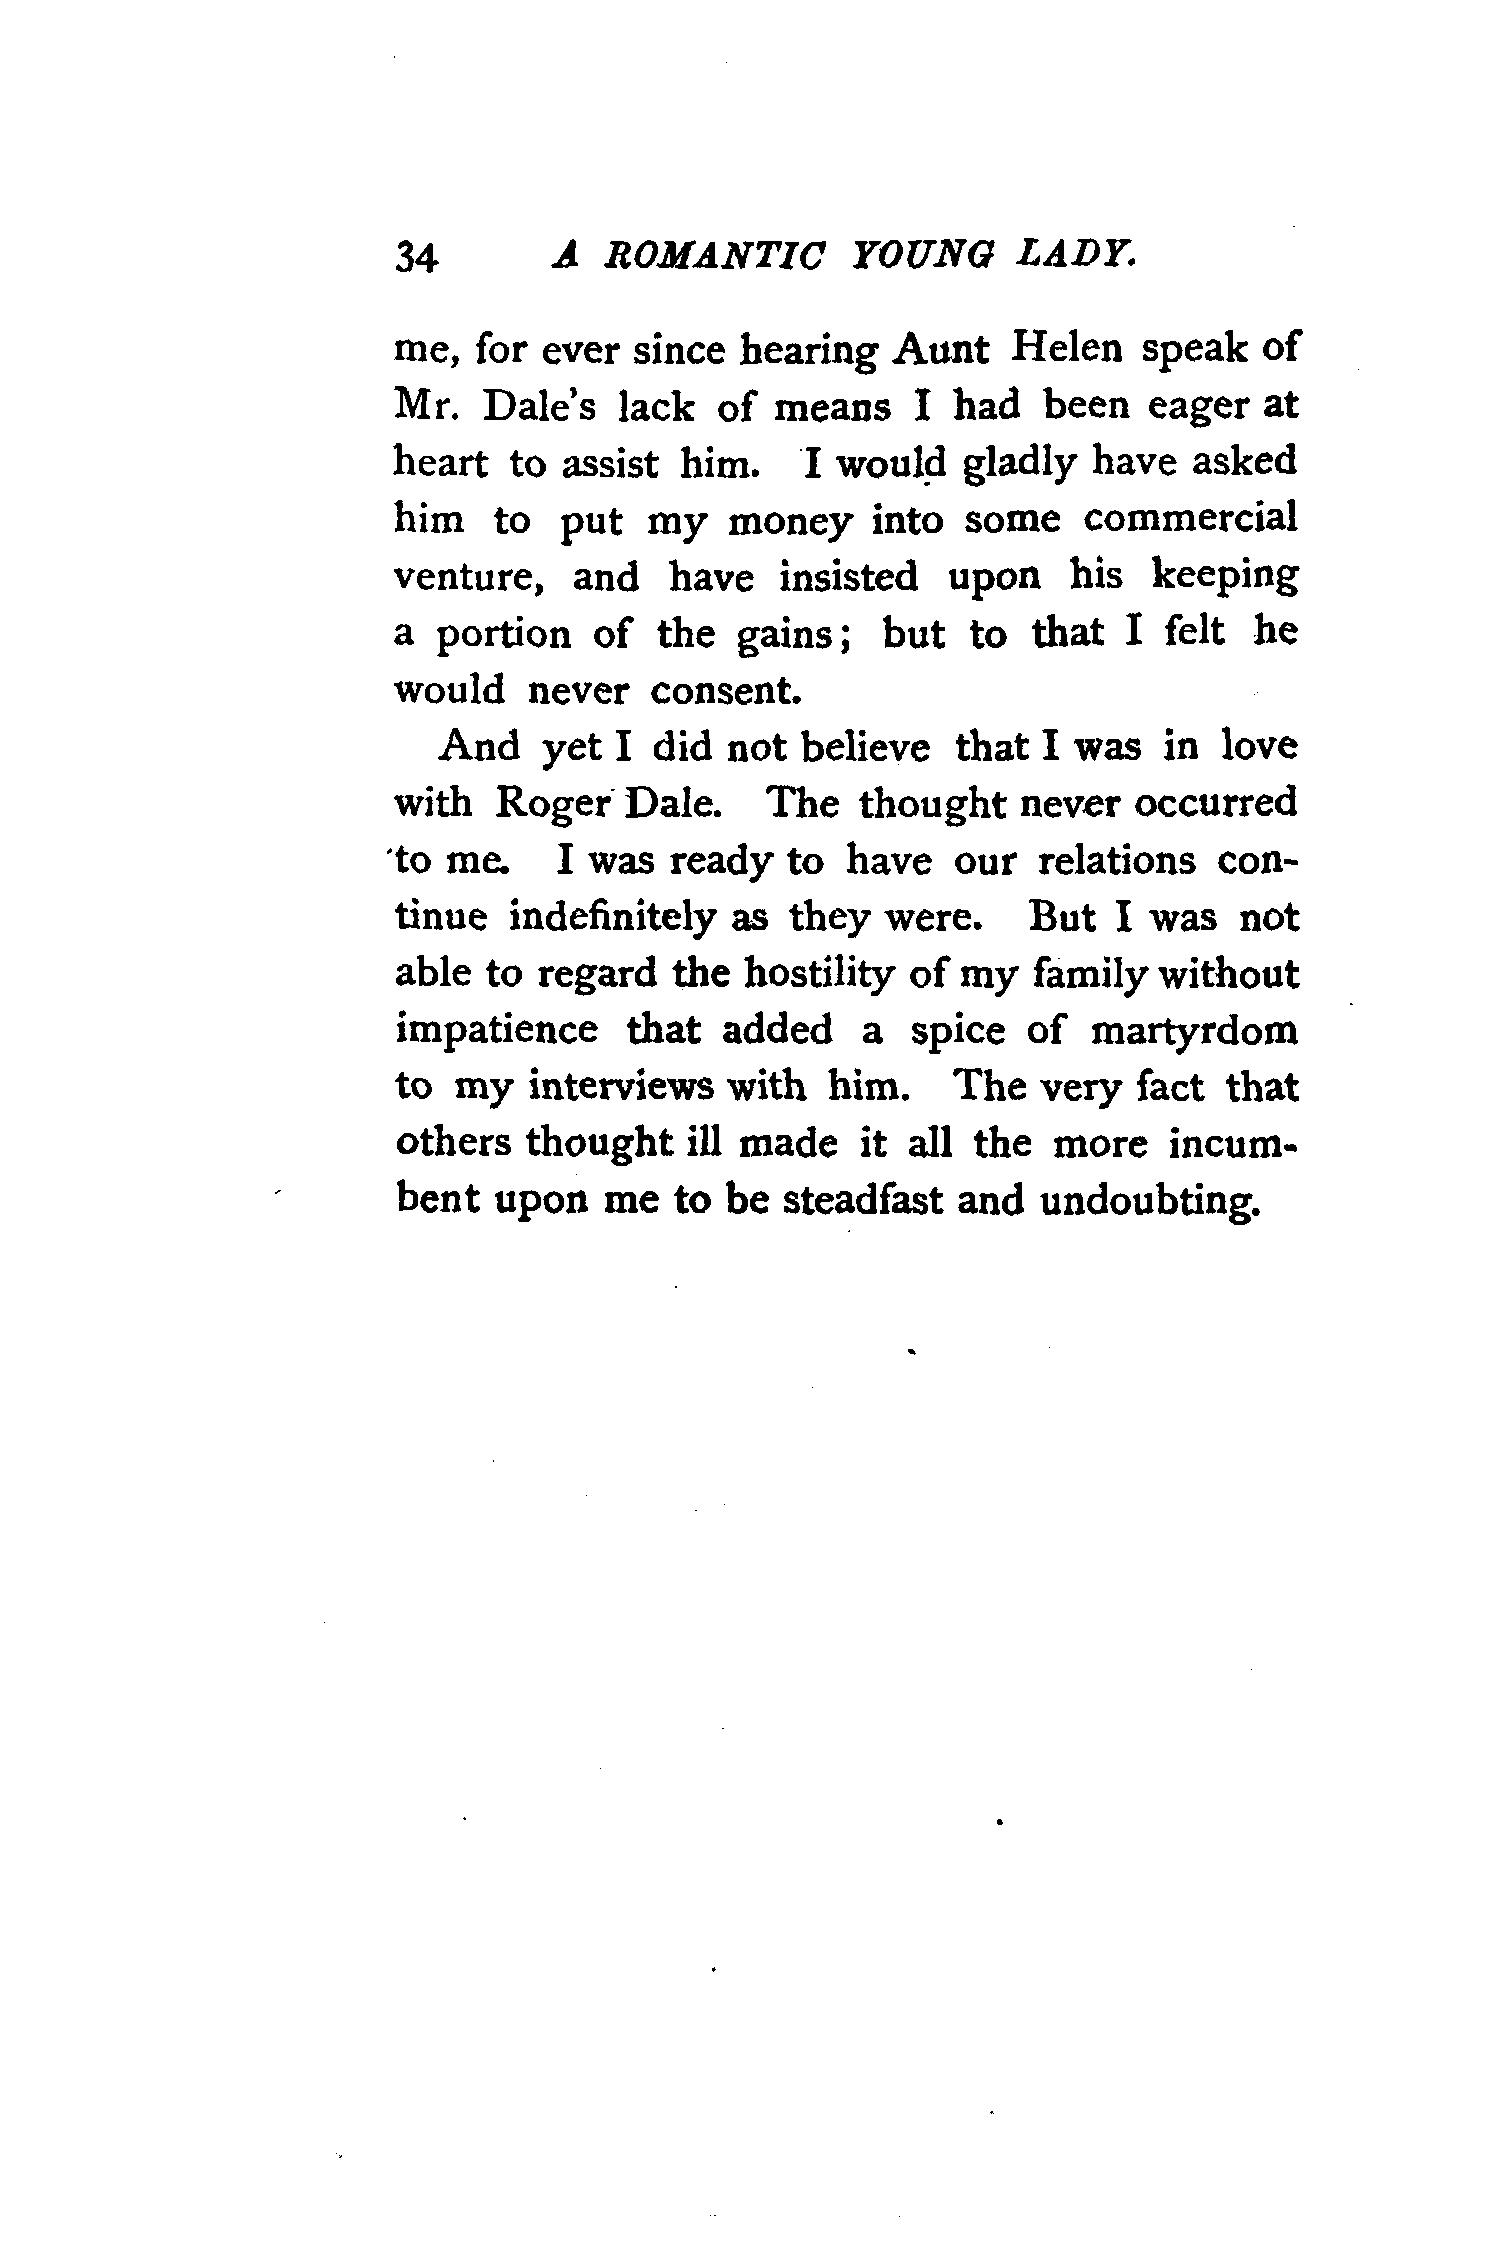 34 A ROMANTIC YOUNG LADY.
me, for ever since hearing Aunt Helen speak of
Mr. Dale's lack of means I had been eager at
heart to assist him. I would gladly have asked
him to put my money into some commercial
venture, and have insisted upon his keeping
a portion of the gains; but to that I felt he
would never consent.
And yet I did not believe that I was in love
with Roger Dale. The thought never occurred
to me. I was ready to have our relations con-
tinue indefinitely as they were. But I was not
able to regard the hostility of my family without
impatience that added a spice of martyrdom
to my interviews with him. The very fact that
others thought ill made it all the more incum-
bent upon me to be steadfast and undoubting.